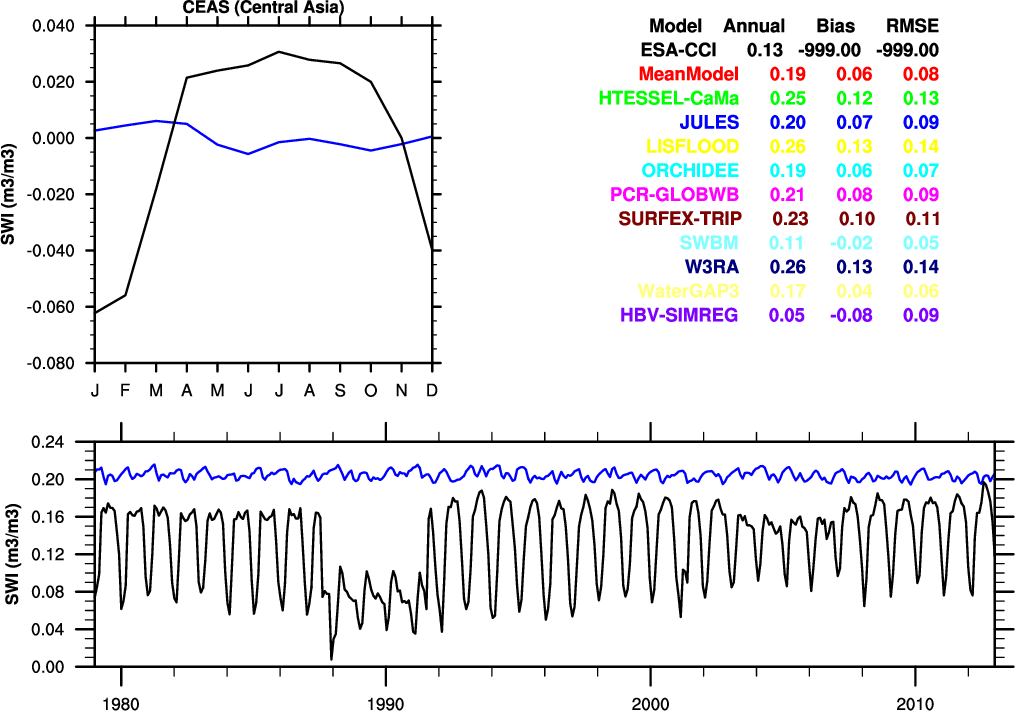 CEAS (Central Asia)
0.040
0.020
0.000
-0.020
-0.040
-0.060
-0.080
SWI (m3/m3)
J F M A M J J A S O N D
Model Annual Bias RMSE
ESA-CCI 0.13 -999.00 -999.00
MeanModel 0.19 0.06 0.08
HTESSEL-CaMa 0.25 0.12 0.13
JULES 0.20 0.07 0.09
LISFLOOD 0.26 0.13 0.14
ORCHIDEE 0.19 0.06 0.07
PCR-GLOBWB 0.21 0.08 0.09
SURFEX-TRIP 0.23 0.10 0.11
SWBM 0.11 -0.02 0.05
W3RA 0.26 0.13 0.14
WaterGAP3 0.17 0.04 0.06
HBV-SIMREG 0.05 -0.08 0.09
0.24
0.20
0.16
0.12
0.08
0.04
0.00
SWI (m3/m3)
1980 1990 2000 2010